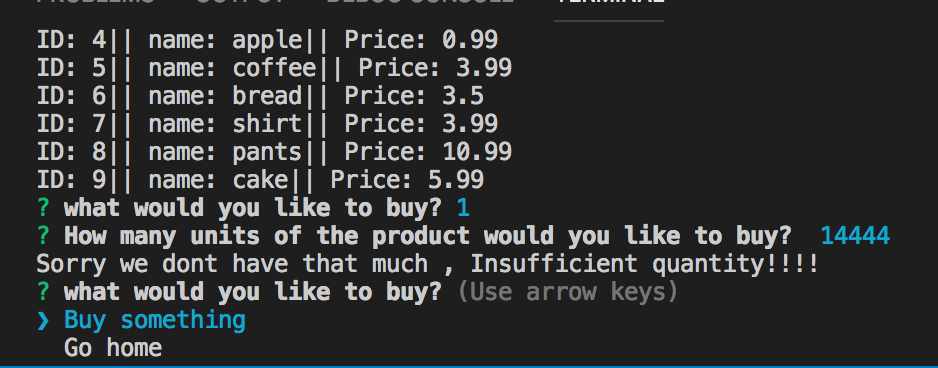 PROBLEMS OUTPUT DEBUG CONSOLE TERMINAL
ID: 4|| name: apple|| Price: 0.99
ID: 5|| name: coffee|| Price: 3.99
ID: 6|| name: bread|| Price: 3.5
ID: 7|| name: shirt|| Price: 3.99
ID: 8|| name: pants|| Price: 10.99
ID: 9|| name: cake|| Price: 5.99
? what would you like to buy? 1
? How many units of the product would you like to buy?  14444
Sorry we dont have that much , Insufficient quantity!!!!
? what would you like to buy? (Use arrow keys)
❯ Buy something
  Go home